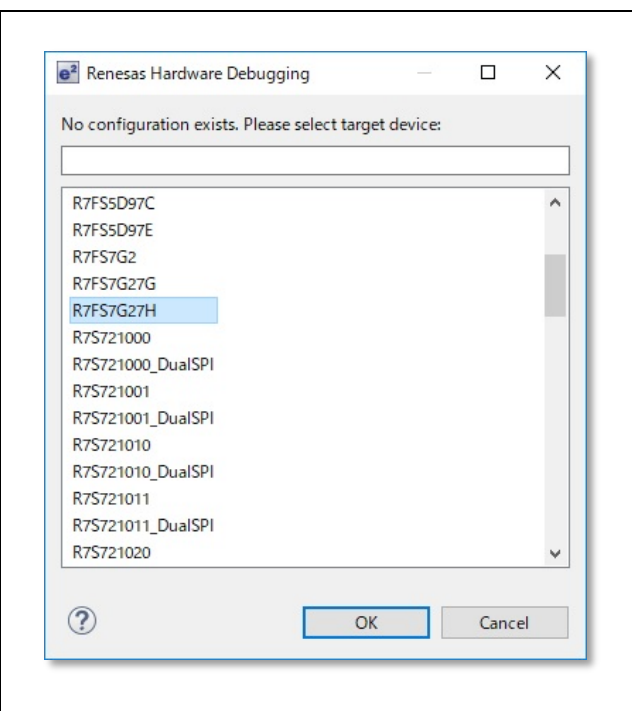 e² Renesas Hardware Debugging
No configuration exists. Please select target device:
R7FS5D97C
R7FS5D97E
R7FS7G2
R7FS7G27G
R7FS7G27H
R7S721000
R7S721000_DualSPI
R7S721001
R7S721001_DualSPI
R7S721010
R7S721010_DualSPI
R7S721011
R7S721011_DualSPI
R7S721020
?
OK Cancel